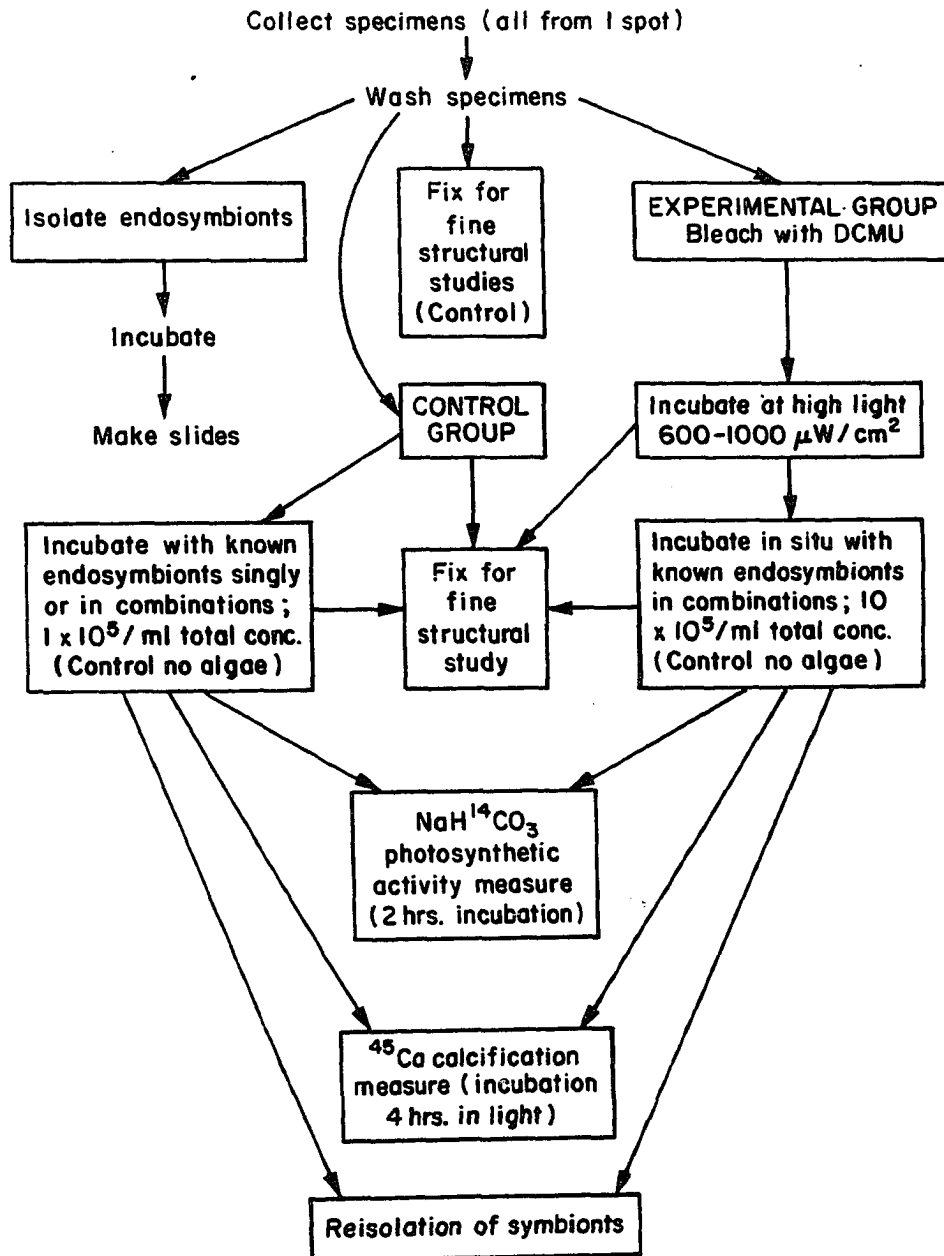 Collect specimens (all from 1 spot)
Wash specimens
Isolate endosymbionts
Incubate
Make slides
Fix for
fine
structural
studies
(Control)
EXPERIMENTAL GROUP
Bleach with DCMU
CONTROL
GROUP
Incubate at high light
600-1000 μW/cm²
Incubate with known
endosymbionts singly
or in combinations;
1 x 10⁵/ml total conc.
(Control no algae)
Fix for
fine
structural
study
Incubate in situ with
known endosymbionts
in combinations; 10
x 10⁵/ml total conc.
(Control no algae)
NaH¹⁴CO₃
photosynthetic
activity measure
(2 hrs. incubation)
⁴⁵Ca calcification
measure (incubation
4 hrs. in light)
Reisolation of symbionts